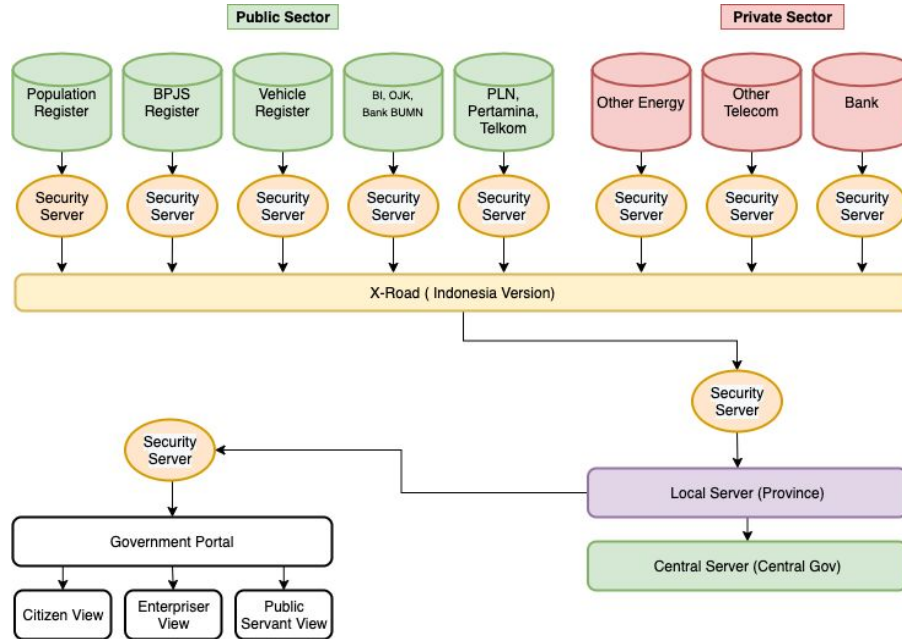 Public Sector
Private Sector
Population
Register
BPJS
Register
Vehicle
Register
BI, OJK,
Bank BUMN
PLN,
Pertamina,
Telkom
Other Energy
Other
Telecom
Bank
Security
Server
Security
Server
Security
Server
Security
Server
Security
Server
Security
Server
Security
Server
Security
Server
X-Road ( Indonesia Version)
Security
Server
Security
Server
Local Server (Province)
Government Portal
Central Server (Central Gov)
Citizen View
Enterpriser
View
Public
Servant View